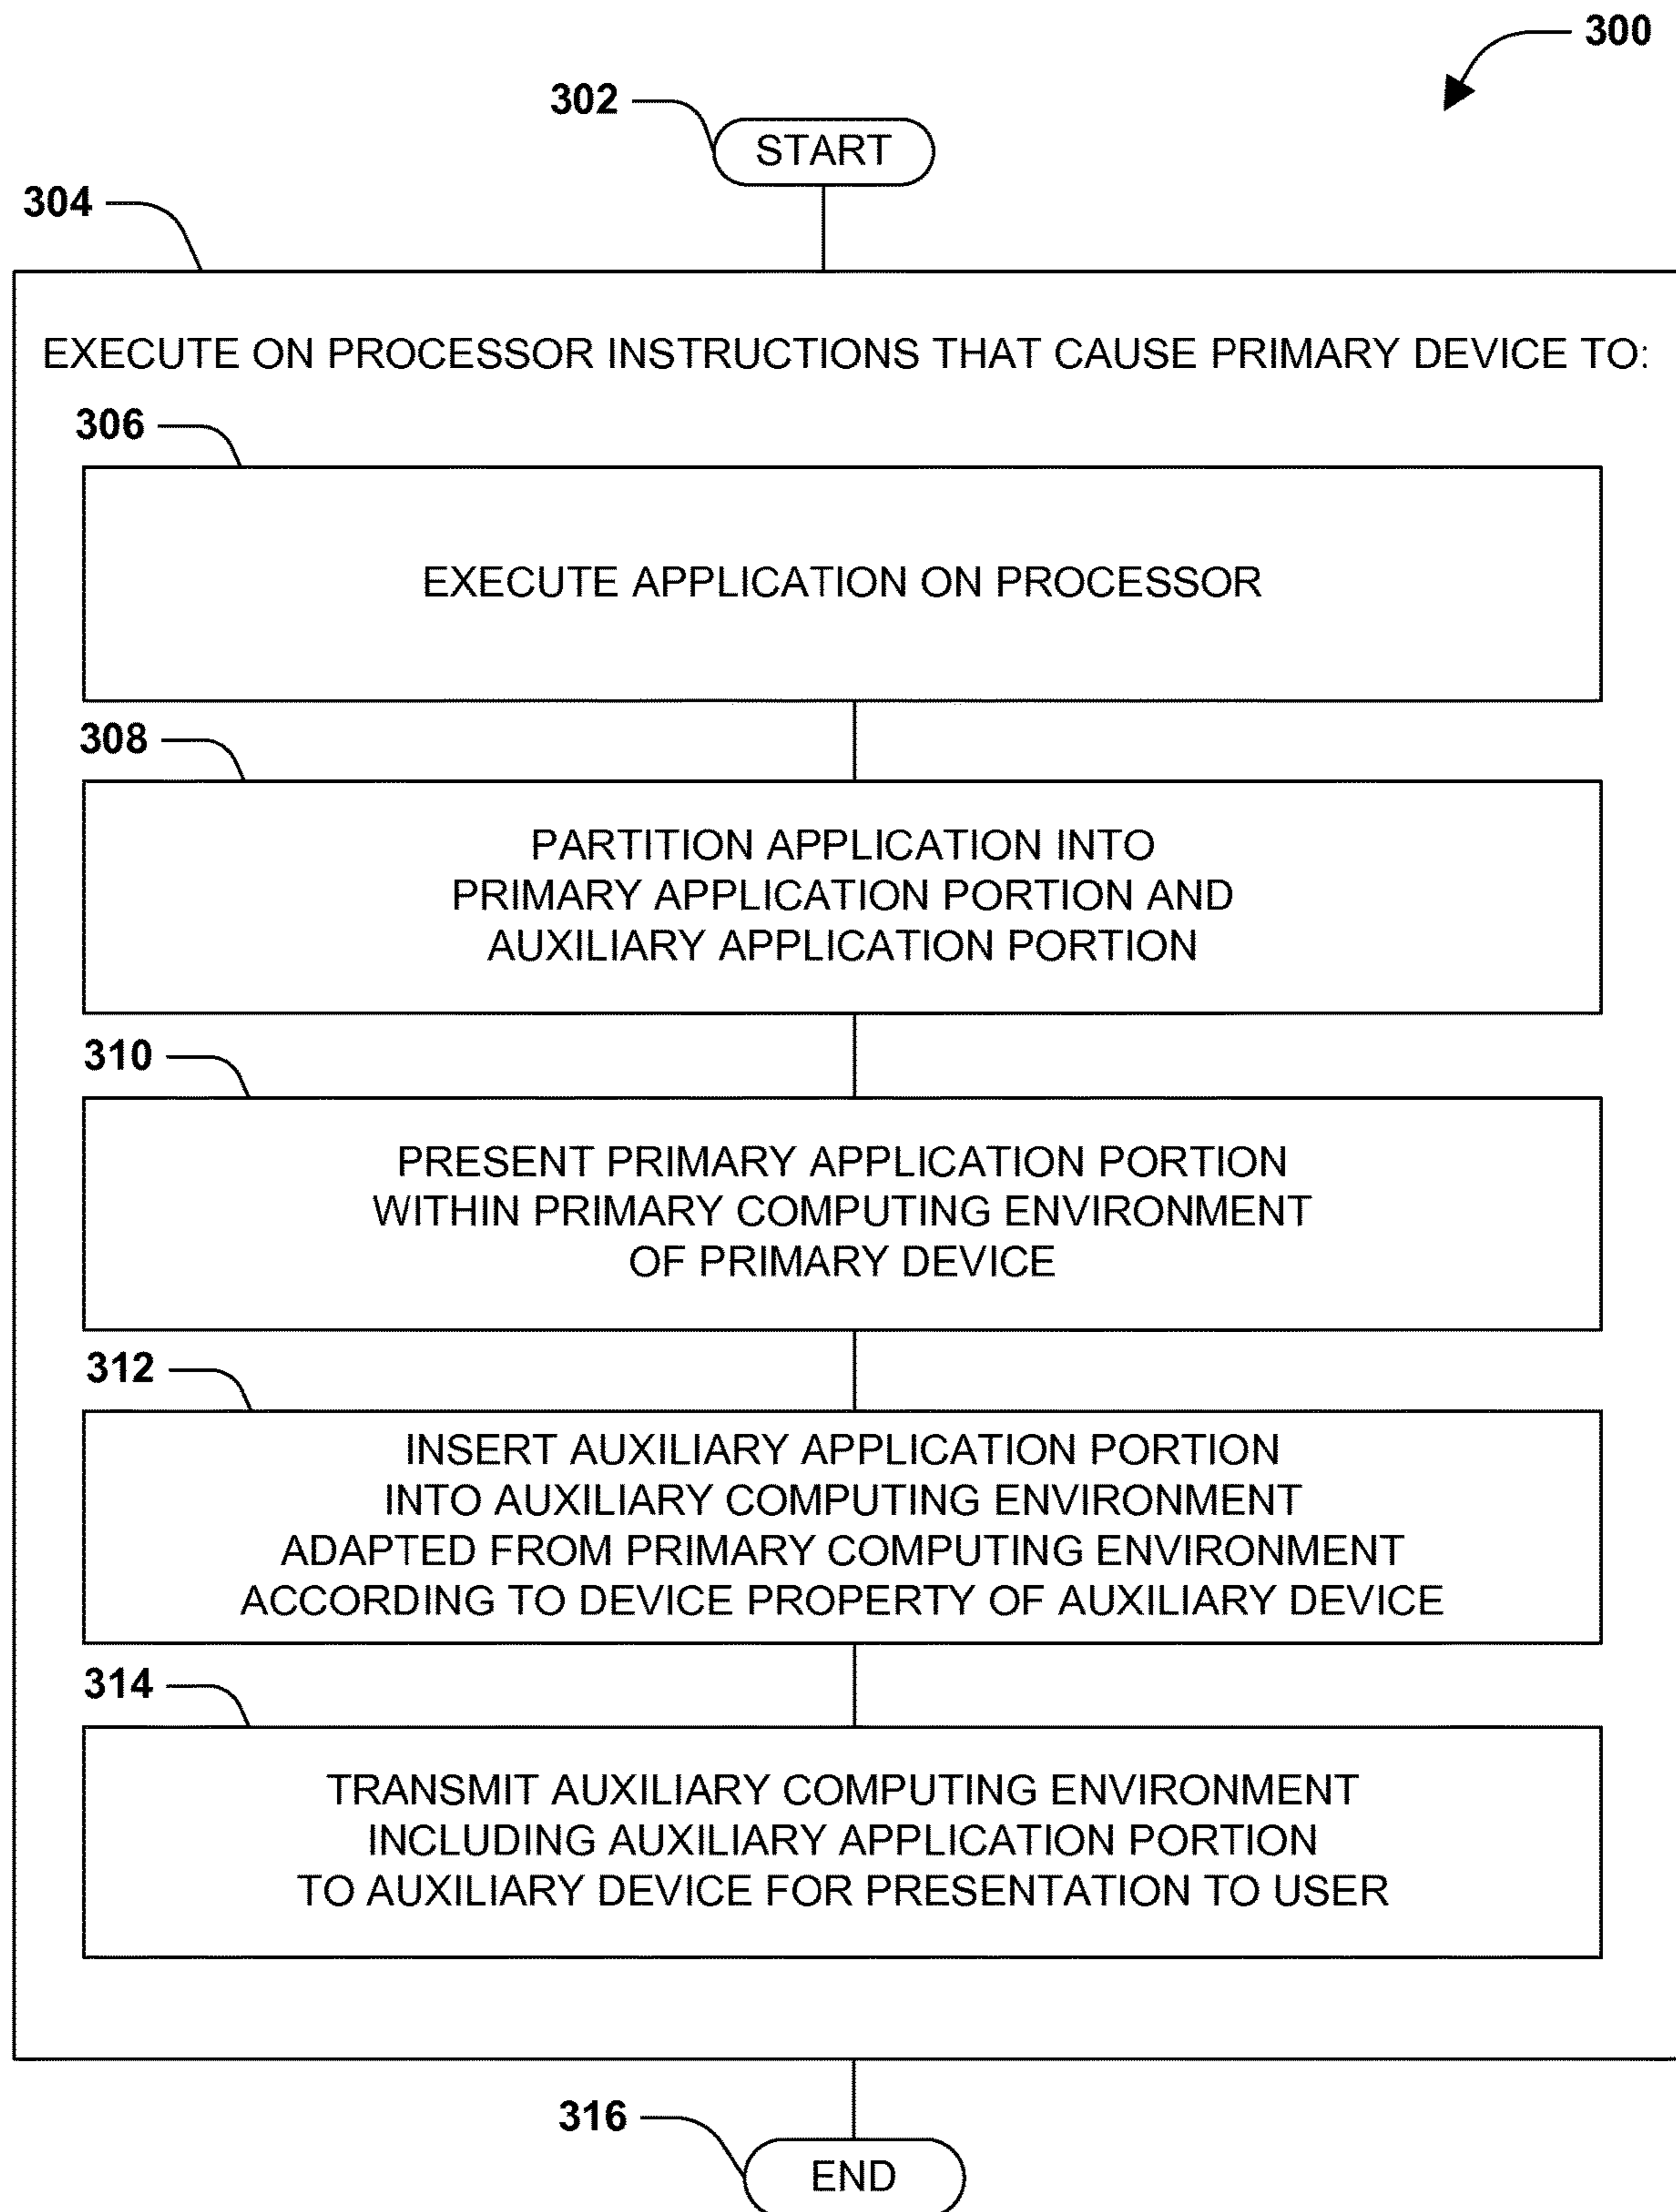 300
302
START
304
EXECUTE ON PROCESSOR INSTRUCTIONS THAT CAUSE PRIMARY DEVICE TO:
306
EXECUTE APPLICATION ON PROCESSOR
308
PARTITION APPLICATION INTO
PRIMARY APPLICATION PORTION AND
AUXILIARY APPLICATION PORTION
310
PRESENT PRIMARY APPLICATION PORTION
WITHIN PRIMARY COMPUTING ENVIRONMENT
OF PRIMARY DEVICE
312
INSERT AUXILIARY APPLICATION PORTION
INTO AUXILIARY COMPUTING ENVIRONMENT
ADAPTED FROM PRIMARY COMPUTING ENVIRONMENT
ACCORDING TO DEVICE PROPERTY OF AUXILIARY DEVICE
314
TRANSMIT AUXILIARY COMPUTING ENVIRONMENT
INCLUDING AUXILIARY APPLICATION PORTION
TO AUXILIARY DEVICE FOR PRESENTATION TO USER
316
END